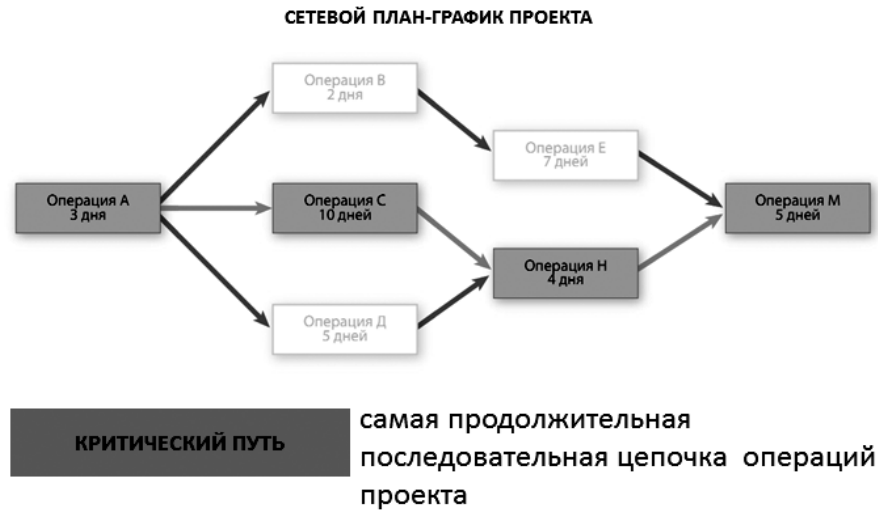 СЕТЕВОЙ ПЛАН-ГРАФИК ПРОЕКТА
Операция В
2 дня
Операция Е
7 дней
Операция А
3 дня
Операция С
10 дней
Операция М
5 дней
Операция Н
4 дня
Операция Д
5 дней
КРИТИЧЕСКИЙ ПУТЬ
самая продолжительная
последовательная цепочка операций
проекта